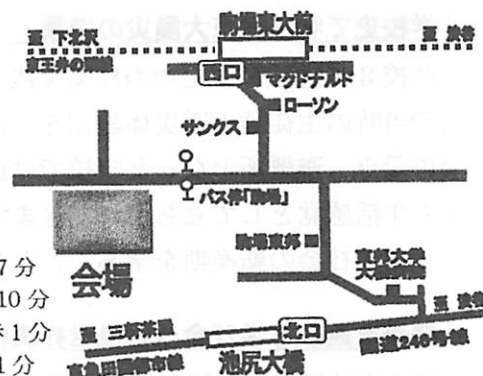 駒場東大前
至 下北沢
至 渋谷
京王井の頭線
西口
マクドナルド
ローソン
サンクス
バス停「駒場」
駒場東邦
東邦大学
大橋病院
7 分
10 分
会場
歩 1 分
1 分
至 三軒茶屋
北口
至 渋谷
東急田園都市線
池尻大橋
国道246号線